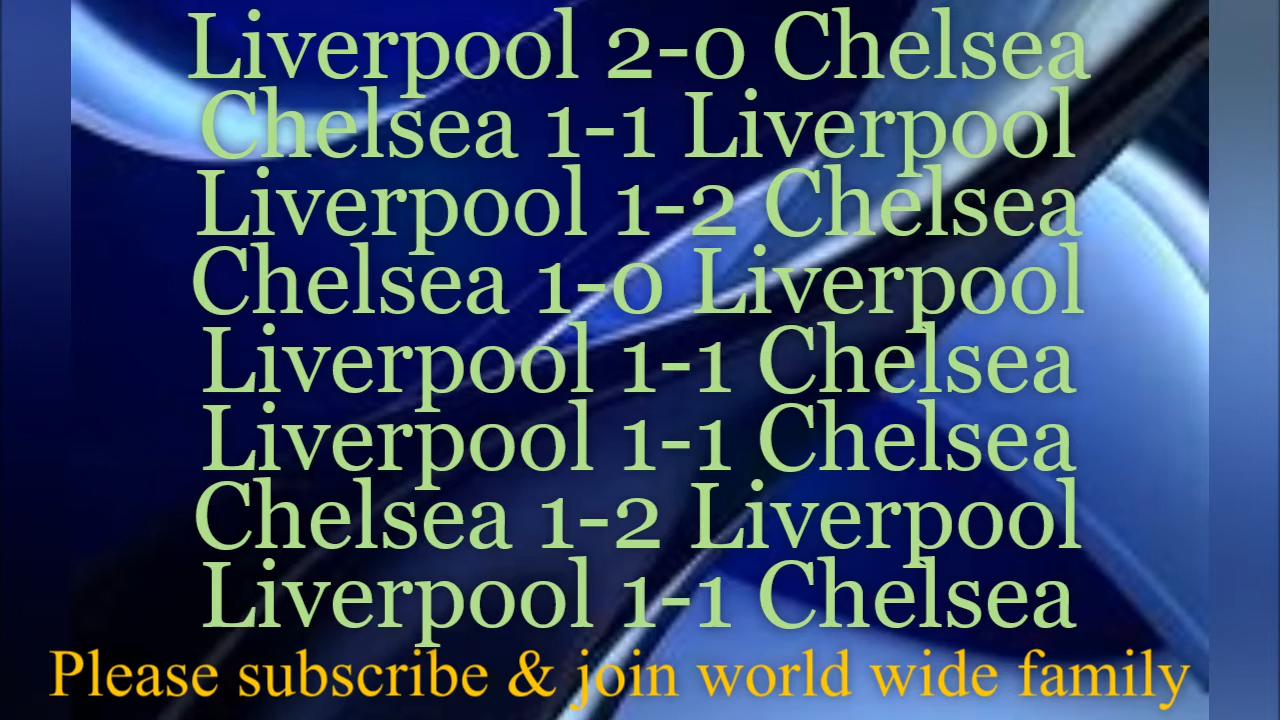 Liverpool 2-0 Chelsea
Chelsea 1-1 Liverpool
Liverpool 1-2 Chelsea
Chelsea 1-0 Liverpool
Liverpool 1-1 Chelsea
Liverpool 1-1 Chelsea
Chelsea 1-2 Liverpool
Liverpool 1-1 Chelsea
Please subscribe & join world wide family